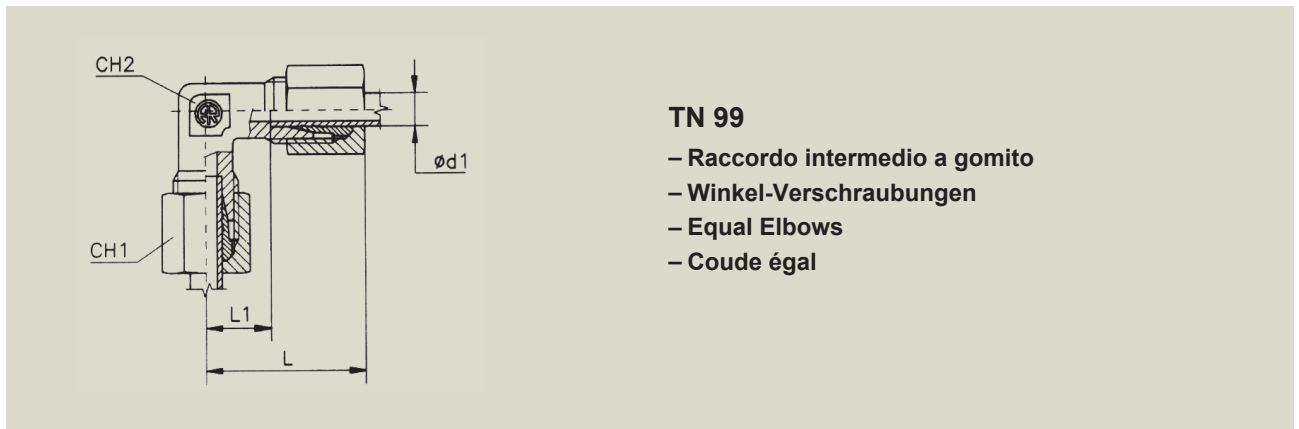 CH2
ød1
CH1
L1
L
TN 99
– Raccordo intermedio a gomito
– Winkel-Verschraubungen
– Equal Elbows
– Coude égal